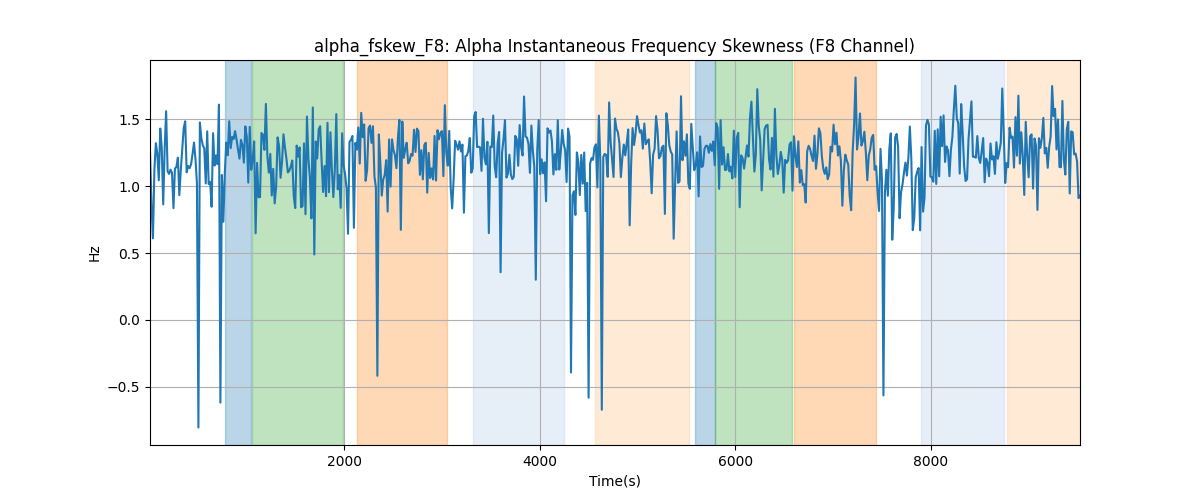 alpha_fskew_F8: Alpha Instantaneous Frequency Skewness (F8 Channel)
1.5
1.0
0.5
0.0
−0.5
Hz
2000 4000 6000 8000
Time(s)